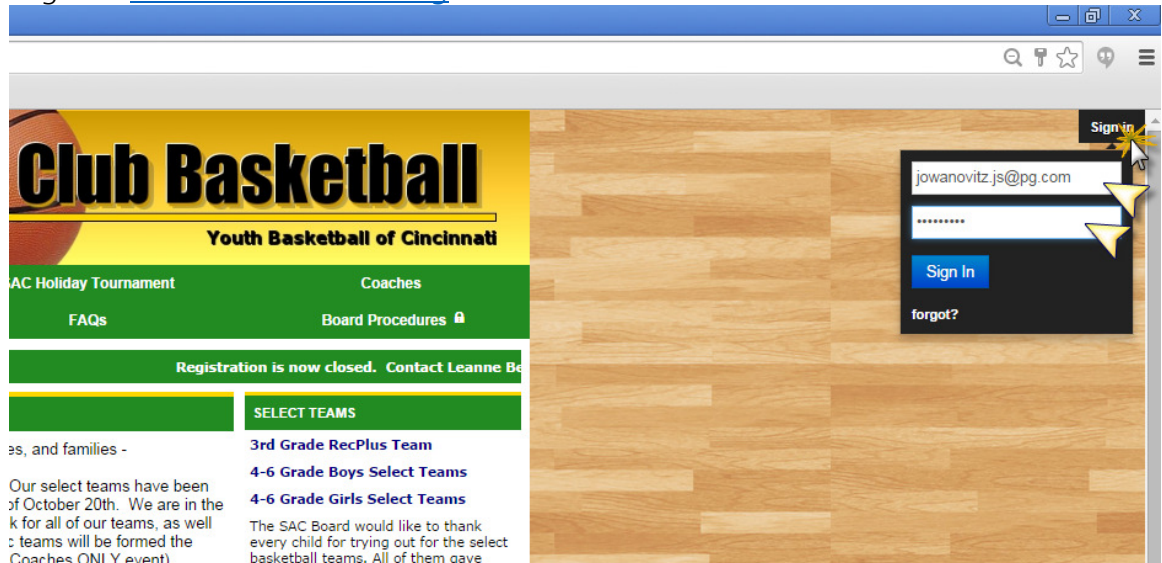 Sign in
Club Basketball
jowanovitz.js@pg.com
Youth Basketball of Cincinnati
•••••••••
SAC Holiday Tournament
Coaches
Sign In
FAQs
Board Procedures
forgot?
Registration is now closed. Contact Leanne
SELECT TEAMS
and families -
3rd Grade RecPlus Team
4-6 Grade Boys Select Teams
4-6 Grade Girls Select Teams
Our select teams have been
of October 20th. We are in the
for all of our teams, as well
teams will be formed the
Coaches ONLY event)
The SAC Board would like to thank
every child for trying out for the select
basketball teams. All of them gave